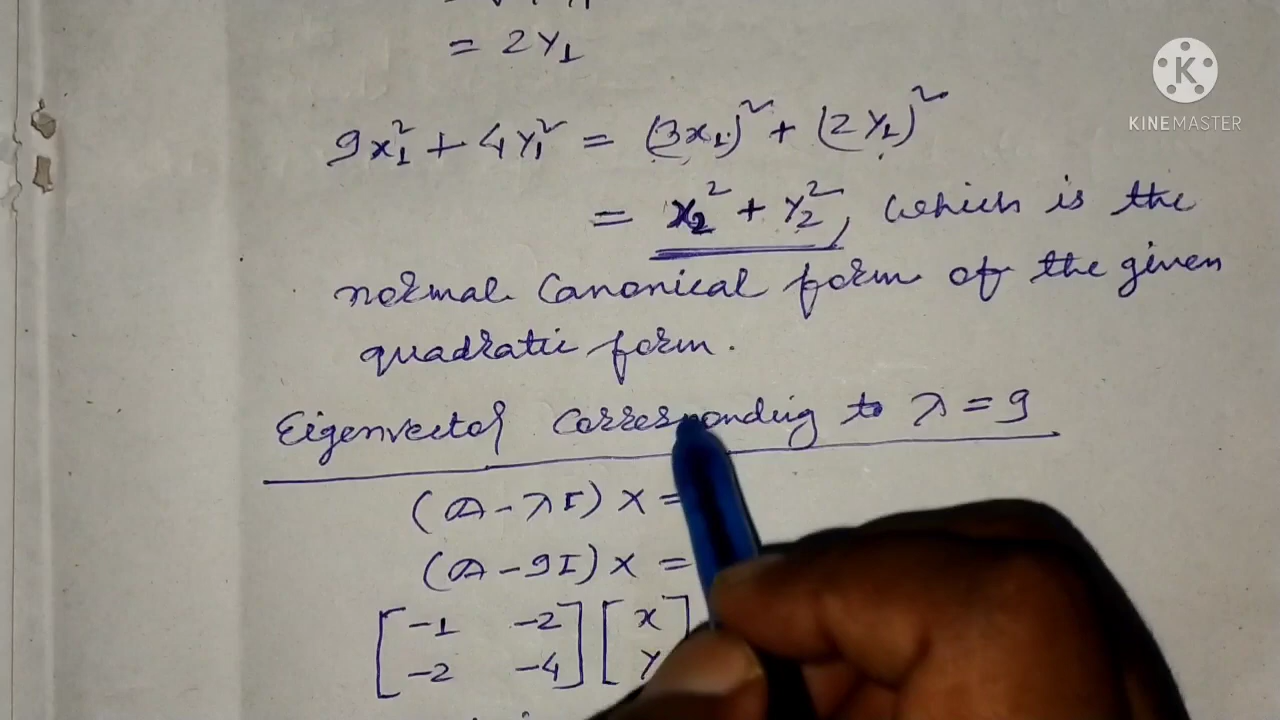 = 2y₁
K
KINEMASTER
9x₁² + 4y₁² = (3x₁)² + (2y₁)²
= x₂² + y₂², which is the
normal canonical form of the given
quadratic form.
Eigenvector corresponding to λ = 9
(A - λI) X =
(A - 9I) X =
[ -1 -2 ] [ x ]
[ -2 -4 ] [ y